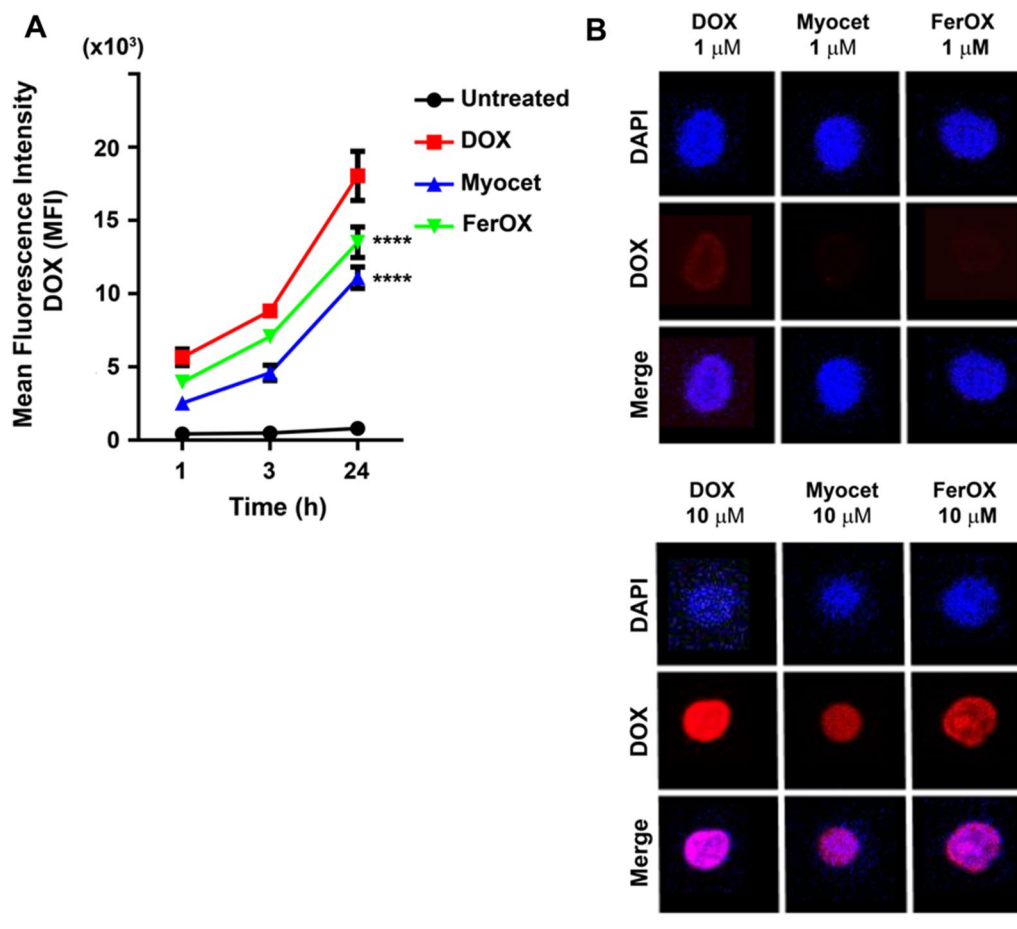 A
(x10³)
Mean Fluorescence Intensity
DOX (MFI)
20
15
10
5
0
1 3 24
Time (h)
Untreated
DOX
Myocet
FerOX
****
****
B
DOX Myocet FerOX
1 μM 1 μM 1 μM
DAPI
DOX
Merge
DOX Myocet FerOX
10 μM 10 μM 10 μM
DAPI
DOX
Merge